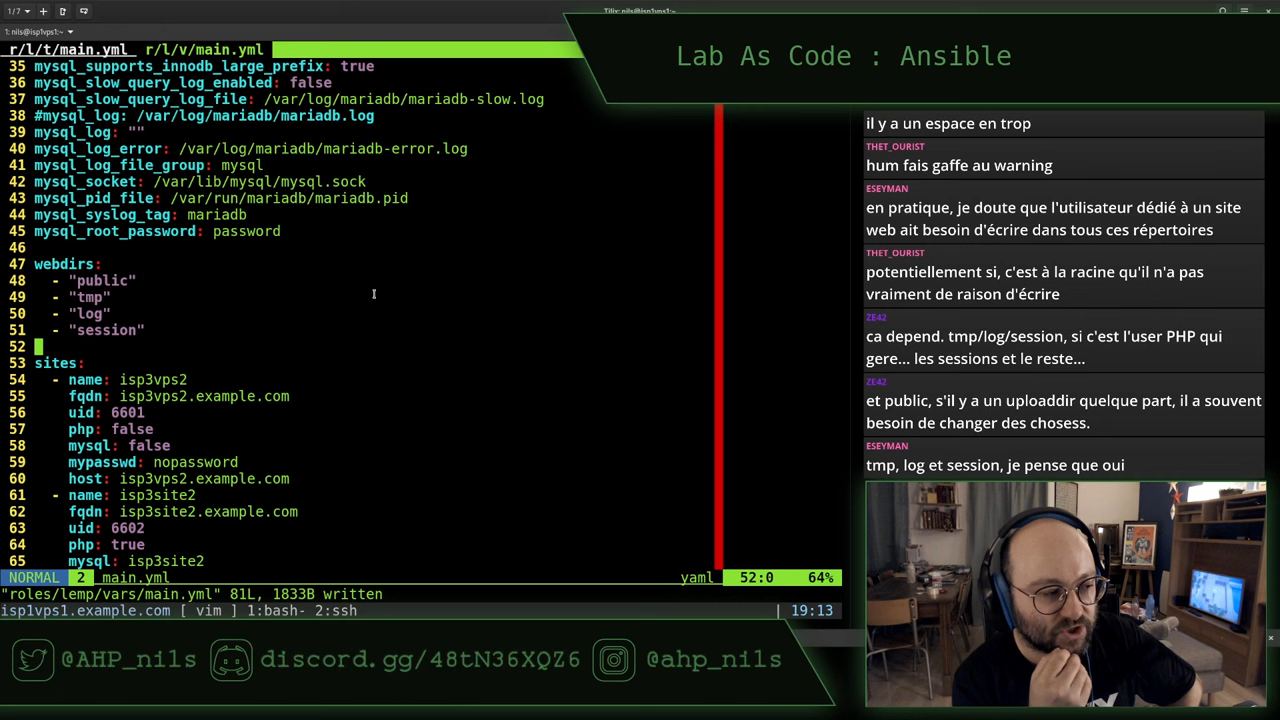 1/7
Tilix: nils@isp1vps1:~
1: nils@isp1vps1:~
r/l/t/main.yml r/l/v/main.yml
Lab As Code : Ansible
35 mysql_supports_innodb_large_prefix: true
36 mysql_slow_query_log_enabled: false
37 mysql_slow_query_log_file: /var/log/mariadb/mariadb-slow.log
38 #mysql_log: /var/log/mariadb/mariadb.log
39 mysql_log: ""
40 mysql_log_error: /var/log/mariadb/mariadb-error.log
41 mysql_log_file_group: mysql
42 mysql_socket: /var/lib/mysql/mysql.sock
43 mysql_pid_file: /var/run/mariadb/mariadb.pid
44 mysql_syslog_tag: mariadb
45 mysql_root_password: password
46
47 webdirs:
48   - "public"
49   - "tmp"
50   - "log"
51   - "session"
52
53 sites:
54   - name: isp3vps2
55     fqdn: isp3vps2.example.com
56     uid: 6601
57     php: false
58     mysql: false
59     mypasswd: nopassword
60     host: isp3vps2.example.com
61   - name: isp3site2
62     fqdn: isp3site2.example.com
63     uid: 6602
64     php: true
65     mysql: isp3site2
NORMAL 2 main.yml yaml 52:0 64%
"roles/lemp/vars/main.yml" 81L, 1833B written
isp1vps1.example.com [ vim ] 1:bash- 2:ssh | 19:13
il y a un espace en trop
THET_OURIST
hum fais gaffe au warning
ESEYMAN
en pratique, je doute que l'utilisateur dédié à un site
web ait besoin d'écrire dans tous ces répertoires
THET_OURIST
potentiellement si, c'est à la racine qu'il n'a pas
vraiment de raison d'écrire
ZE42
ca depend. tmp/log/session, si c'est l'user PHP qui
gere... les sessions et le reste...
ZE42
et public, s'il y a un uploaddir quelque part, il a souvent
besoin de changer des chosess.
ESEYMAN
tmp, log et session, je pense que oui
@AHP_nils discord.gg/48tN36XQZ6 @ahp_nils